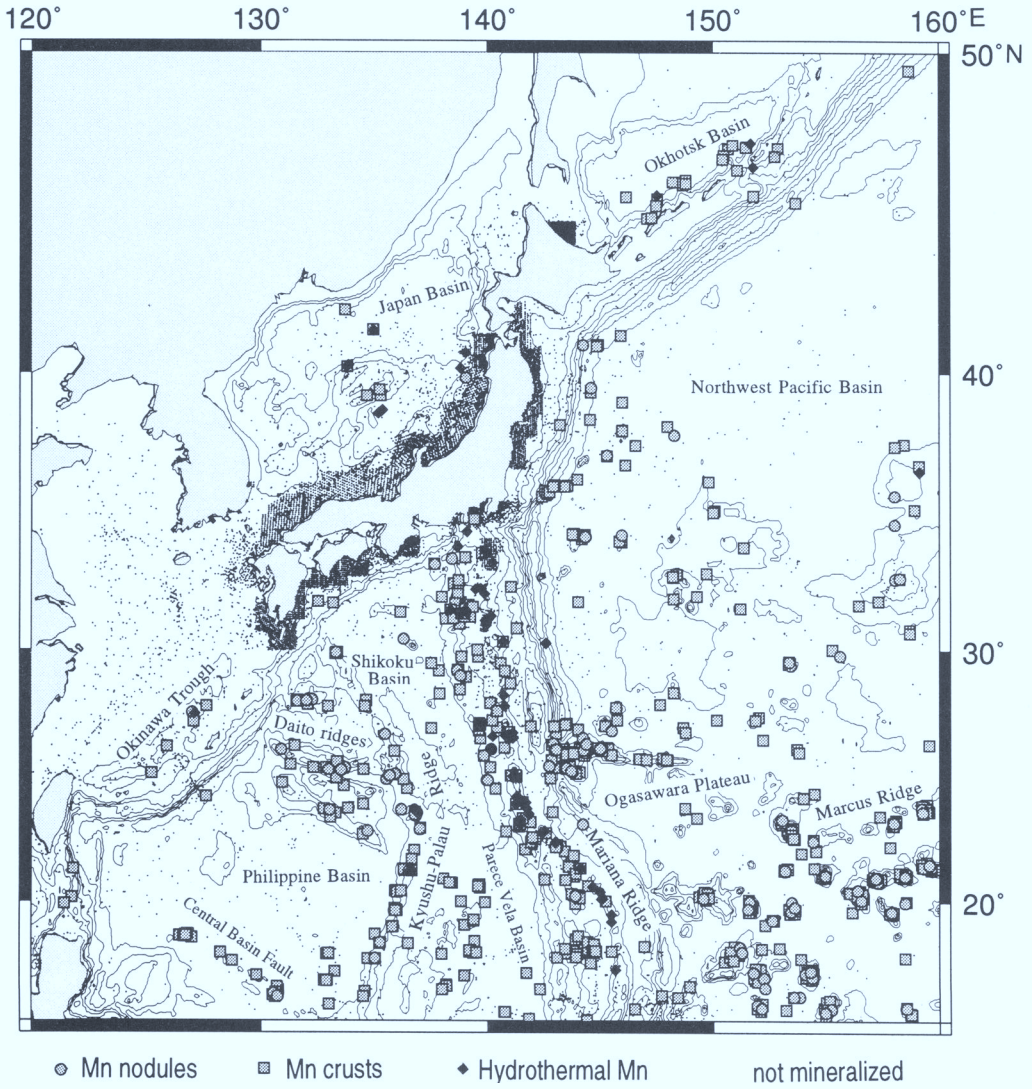 120° 130° 140° 150° 160°E
50°N
Okhotsk Basin
Japan Basin
40°
Northwest Pacific Basin
30°
Shikoku
Basin
Okinawa Trough
Daito ridges
Ogasawara Plateau
Marcus Ridge
Kyushu-Palau Ridge
Mariana Ridge
Parece Vela Basin
Philippine Basin
20°
Central Basin Fault
Mn nodules Mn crusts Hydrothermal Mn not mineralized